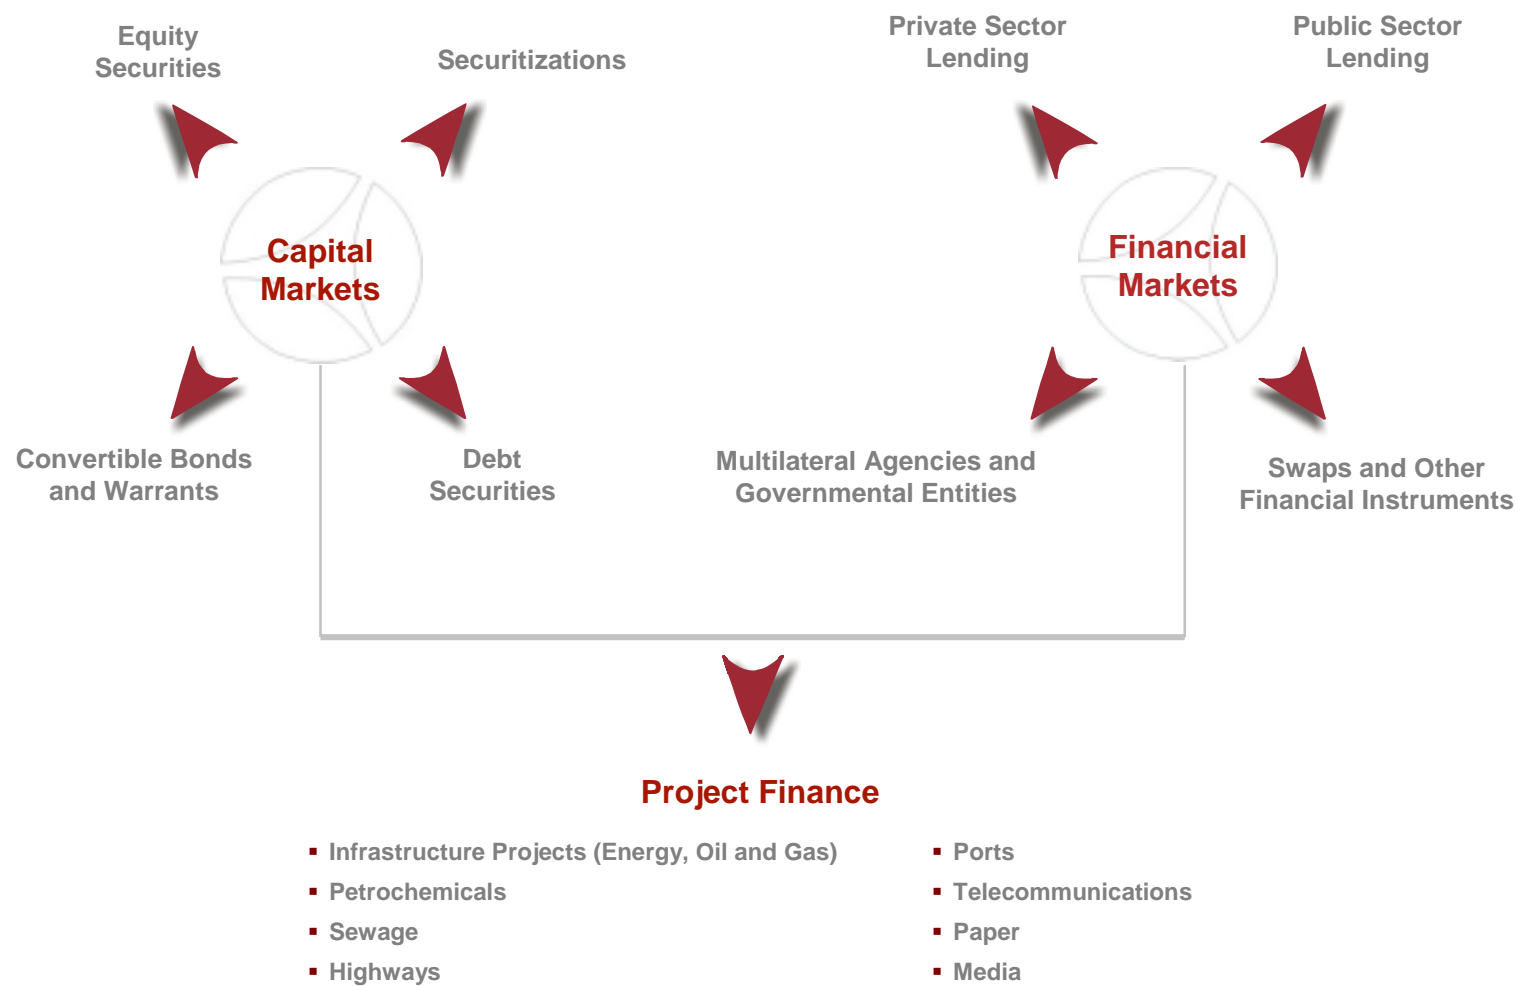 Equity
Securities
Securitizations
Private Sector
Lending
Public Sector
Lending
Capital
Markets
Financial
Markets
Convertible Bonds
and Warrants
Debt
Securities
Multilateral Agencies and
Governmental Entities
Swaps and Other
Financial Instruments
Project Finance
▪ Infrastructure Projects (Energy, Oil and Gas)
▪ Petrochemicals
▪ Sewage
▪ Highways
▪ Ports
▪ Telecommunications
▪ Paper
▪ Media